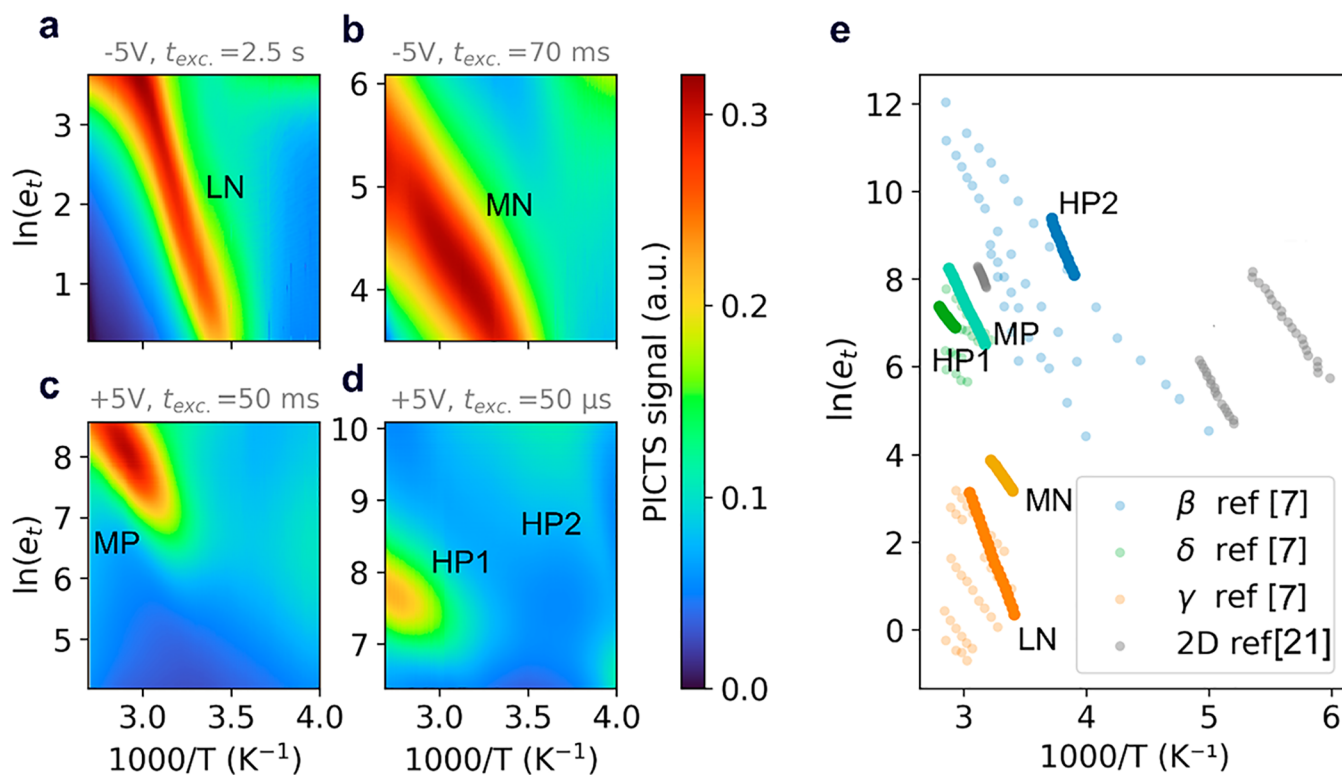 a
-5V, t_exc. =2.5 s
ln(e_t)
3
2
1
LN
b
-5V, t_exc. =70 ms
6
5
4
MN
c
+5V, t_exc. =50 ms
ln(e_t)
8
7
6
5
MP
3.0 3.5 4.0
1000/T (K⁻¹)
d
+5V, t_exc. =50 μs
10
9
8
7
HP1
HP2
3.0 3.5 4.0
1000/T (K⁻¹)
PICTS signal (a.u.)
0.3
0.2
0.1
0.0
e
ln(e_t)
12
10
8
6
4
2
0
HP2
MP
HP1
MN
LN
β ref [7]
δ ref [7]
γ ref [7]
2D ref[21]
3 4 5 6
1000/T (K⁻¹)